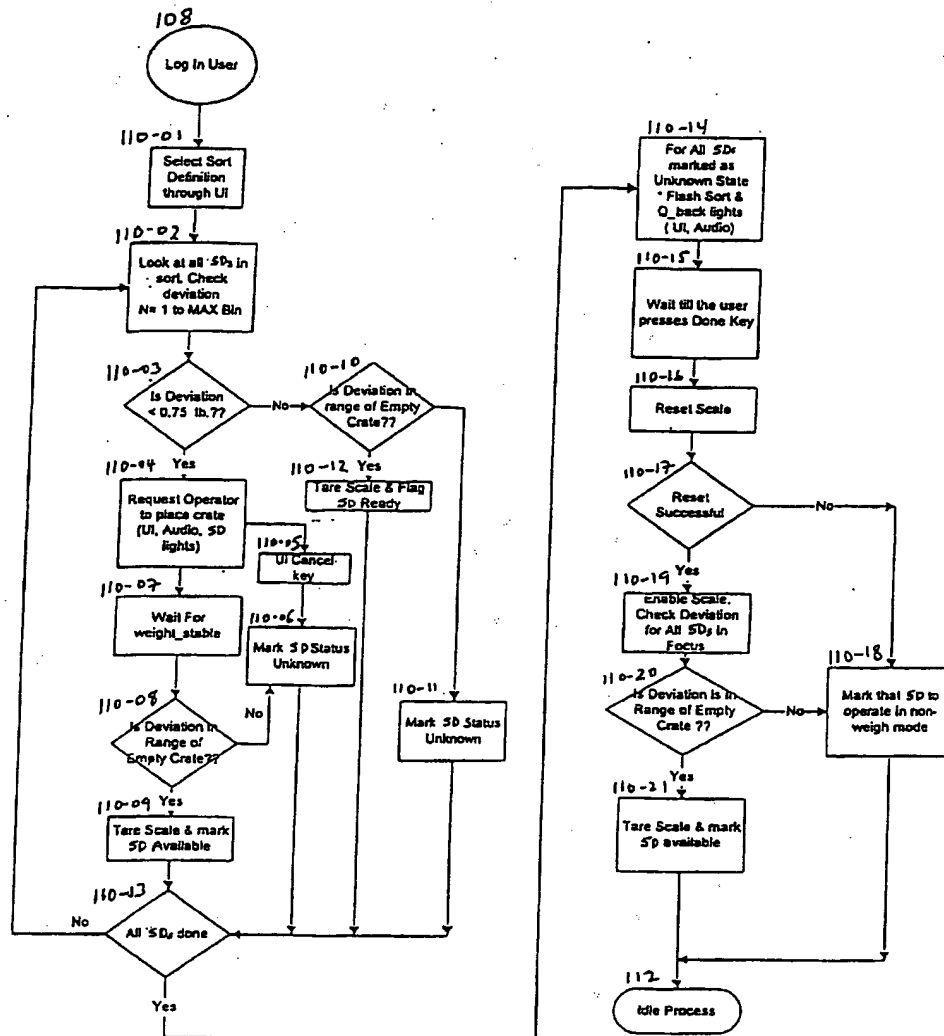 108
Log In User
110-01
Select Sort
Definition
through UI
110-02
Look at all SDs in
sort. Check
deviation
N= 1 to MAX Bin
110-03
Is Deviation
< 0.75 lb.??
No
110-10
Is Deviation in
range of Empty
Crate??
Yes
110-04
Request Operator
to place crate
(UI, Audio, SD
lights)
Yes
110-12
Tare Scale & Flag
SD Ready
110-05
UI Cancel
key
110-07
Wait For
weight_stable
110-06
Mark SD Status
Unknown
110-08
Is Deviation in
Range of
Empty Crate??
No
110-11
Mark SD Status
Unknown
Yes
110-09
Tare Scale & mark
SD Available
110-13
All SDs done
No
Yes
110-14
For All SDs
marked as
Unknown State
* Flash Sort &
Q_back lights
( UI, Audio)
110-15
Wait till the user
presses Done Key
110-16
Reset Scale
110-17
Reset
Successful
No
Yes
110-19
Enable Scale.
Check Deviation
for All SDs in
Focus
110-20
Is Deviation is in
Range of Empty
Crate ??
No
110-18
Mark that SD to
operate in non-
weigh mode
Yes
110-21
Tare Scale & mark
SD available
112
Idle Process